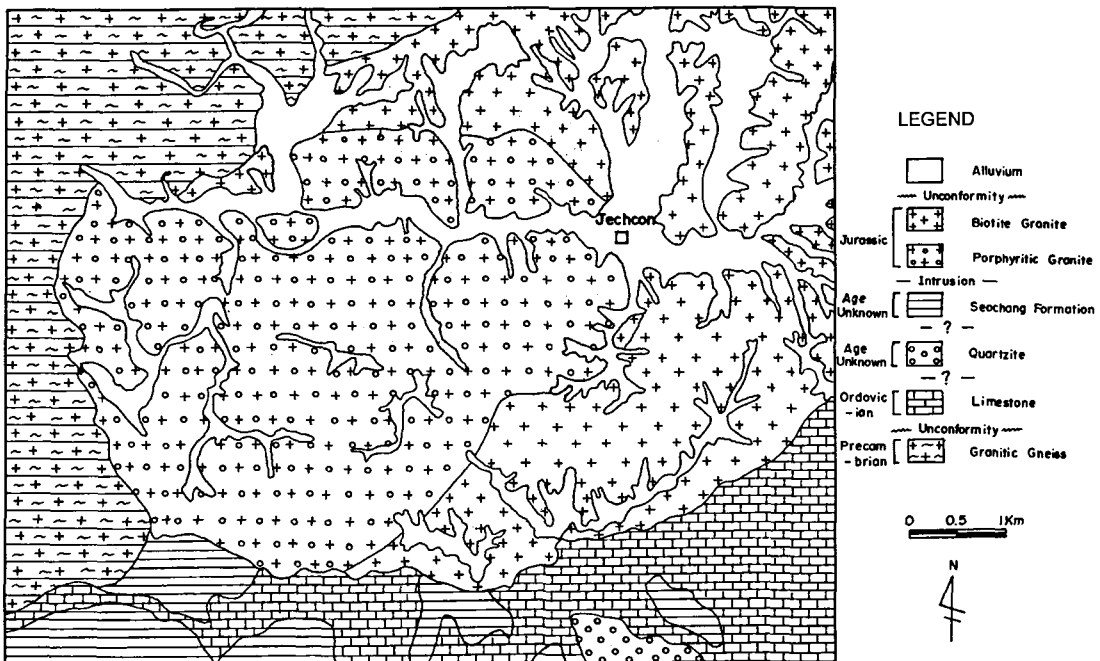 Jechcon
LEGEND
Alluvium
Unconformity
Jurassic
Biotite Granite
Porphyritic Granite
— Intrusion —
Age
Unknown
Seochang Formation
— ? —
Age
Unknown
Quartzite
— ? —
Ordovic
-ian
Limestone
Unconformity
Precam
-brian
Granitic Gneiss
0 0.5 1Km
N